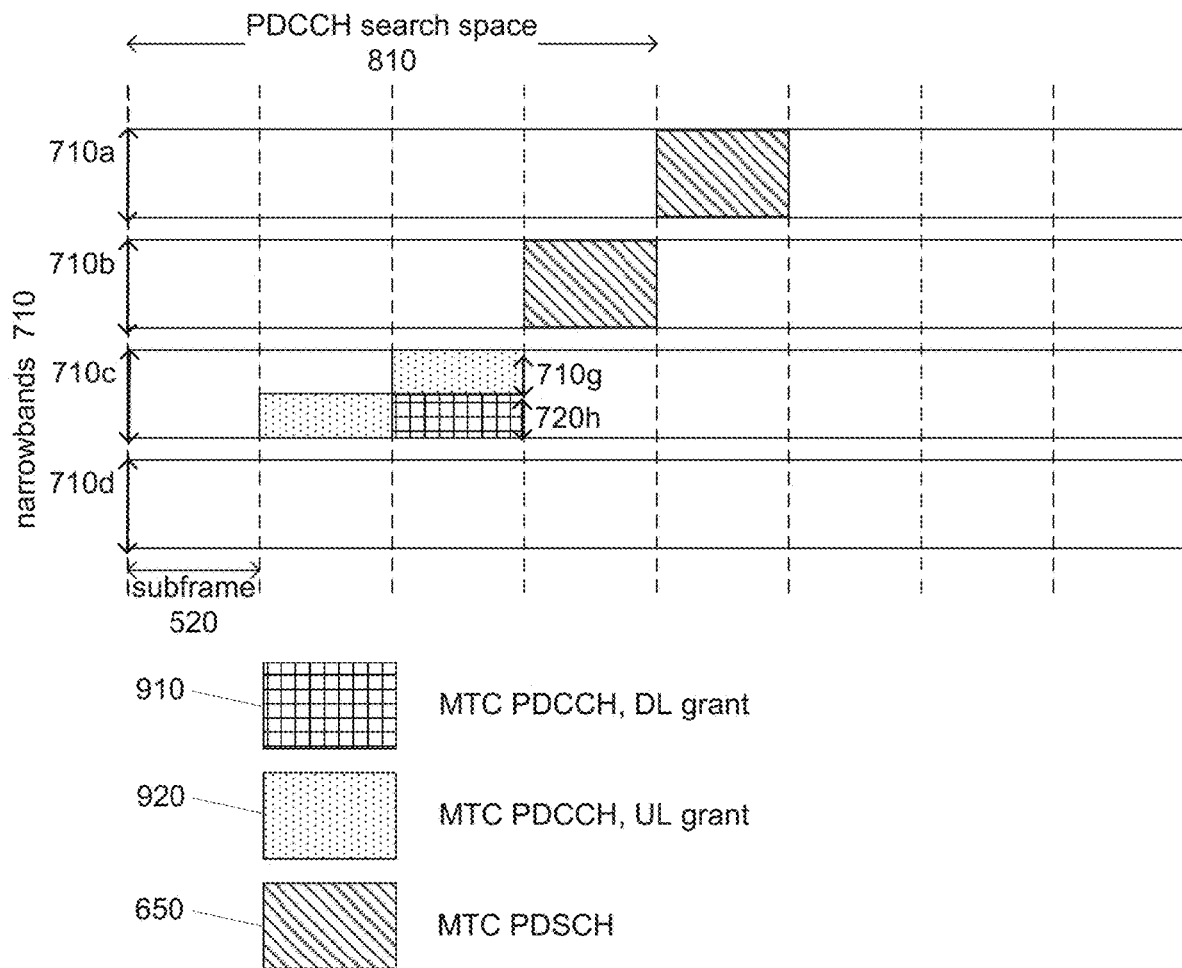 PDCCH search space
810
710a
710b
narrowbands 710
710c
710g
720h
710d
subframe
520
910
MTC PDCCH, DL grant
920
MTC PDCCH, UL grant
650
MTC PDSCH